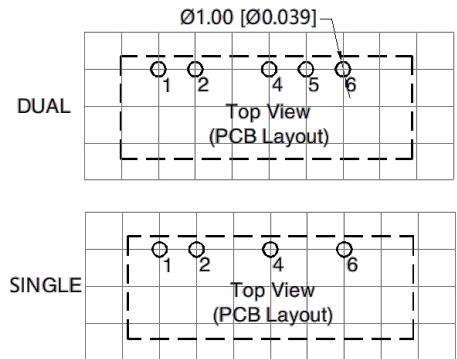 Ø1.00 [Ø0.039]
1 2 4 5 6
DUAL
Top View
(PCB Layout)
1 2 4 6
SINGLE
Top View
(PCB Layout)